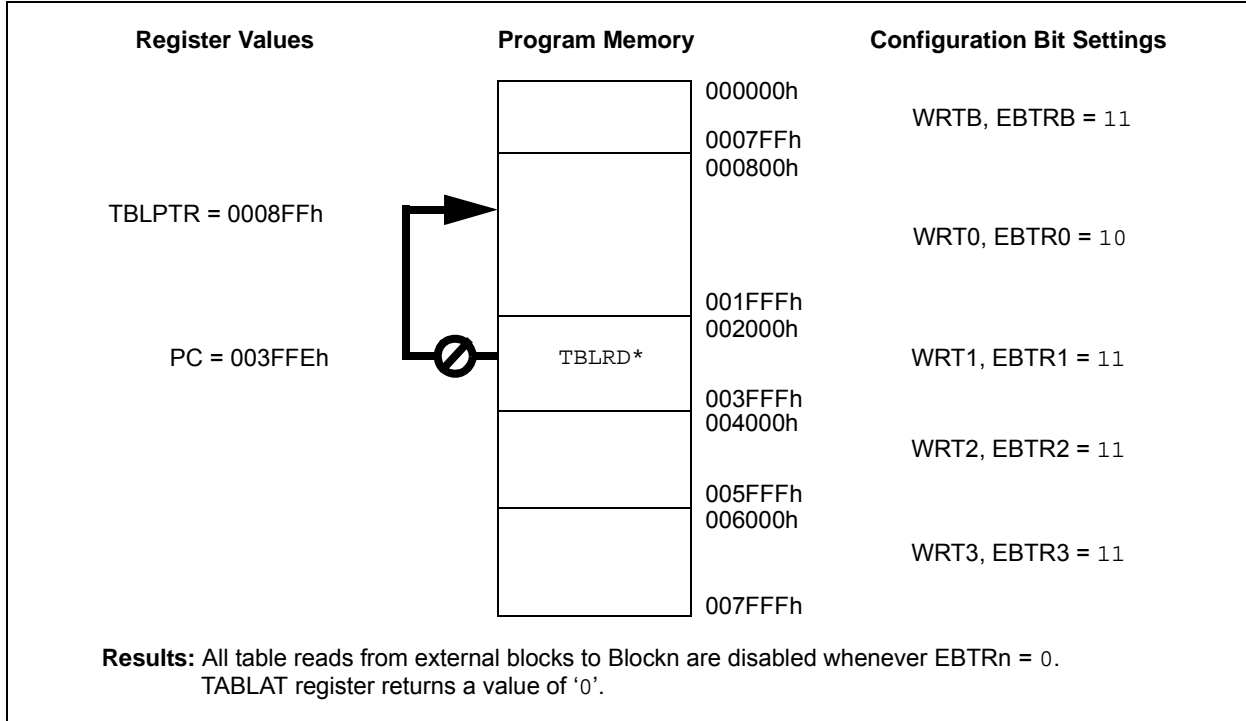 Register Values Program Memory Configuration Bit Settings
000000h
WRTB, EBTRB = 11
0007FFh
000800h
TBLPTR = 0008FFh
WRT0, EBTR0 = 10
001FFFh
002000h
PC = 003FFEh TBLRD* WRT1, EBTR1 = 11
003FFFh
004000h
WRT2, EBTR2 = 11
005FFFh
006000h
WRT3, EBTR3 = 11
007FFFh
Results: All table reads from external blocks to Blockn are disabled whenever EBTRn = 0.
TABLAT register returns a value of ‘0’.